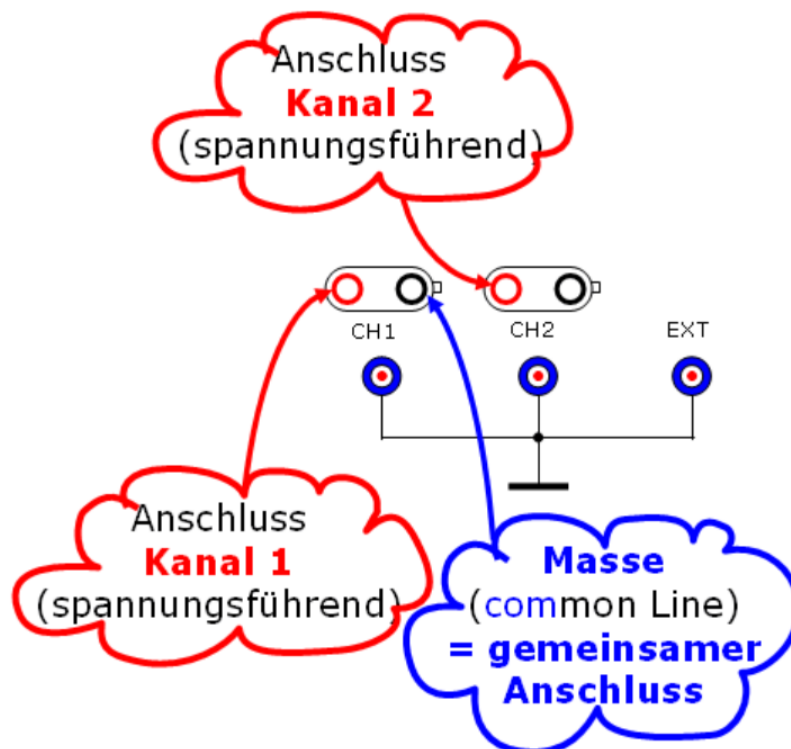 Anschluss
Kanal 2
(spannungsführend)
CH1
CH2
EXT
Anschluss
Kanal 1
(spannungsführend)
Masse
(common Line)
= gemeinsamer
Anschluss